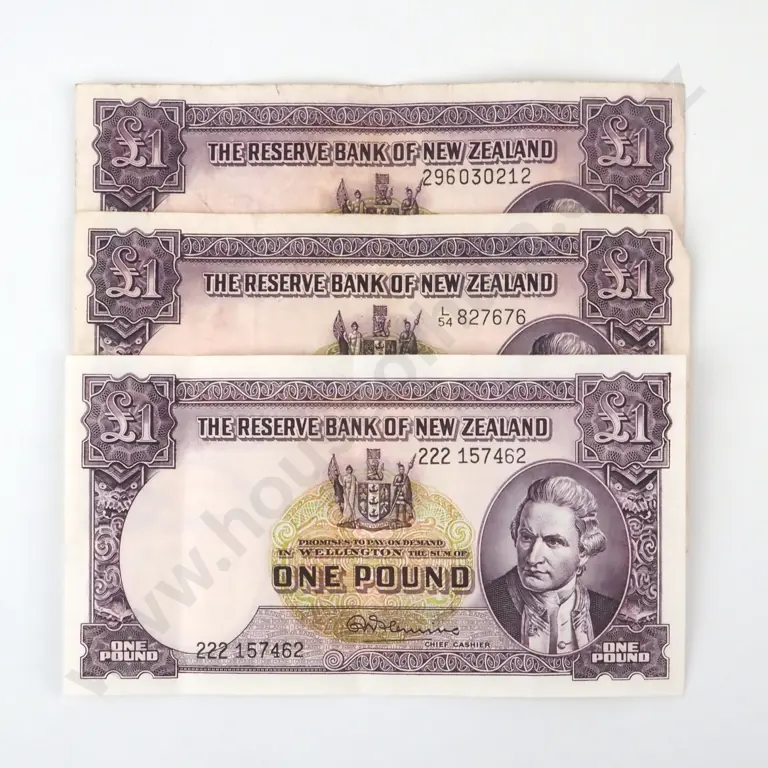 £1 £1
THE RESERVE BANK OF NEW ZEALAND
296030212
£1 £1
THE RESERVE BANK OF NEW ZEALAND
L/54 827676
£1 £1
THE RESERVE BANK OF NEW ZEALAND
222 157462
PROMISES TO PAY ON DEMAND
IN WELLINGTON THE SUM OF
ONE POUND
CHIEF CASHIER
222 157462
ONE POUND ONE POUND